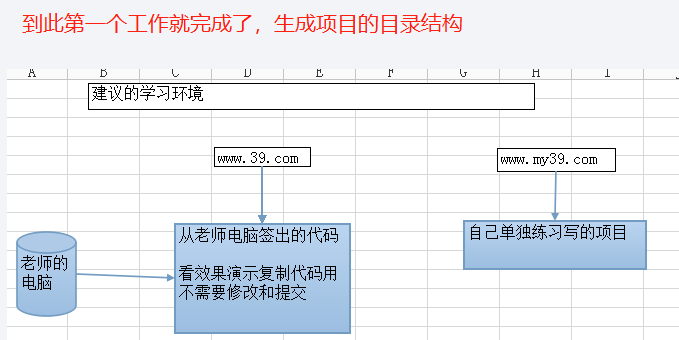 到此第一个工作就完成了，生成项目的目录结构
A B C D E F G H I
建议的学习环境
www.39.com
www.my39.com
老师的
电脑
从老师电脑签出的代码
看效果演示复制代码用
不需要修改和提交
自己单独练习写的项目